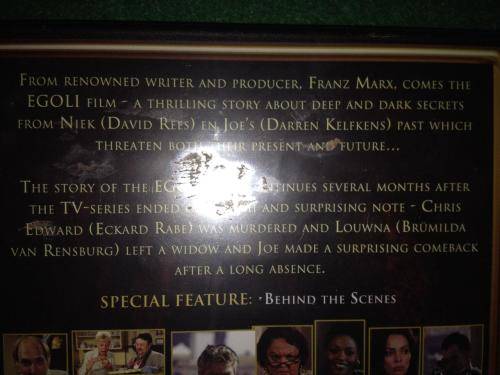 From renowned writer and producer, Franz Marx, comes the
EGOLI film - a thrilling story about deep and dark secrets
from Niek (David Rees) en Joe's (Darren Kelfkens) past which
threaten both their present and future...
The story of the continues several months after
the TV-series ended and surprising note - Chris
Edward (Eckard Rabe) was murdered and Louwna (Brümilda
van Rensburg) left a widow and Joe made a surprising comeback
after a long absence.
SPECIAL FEATURE: · Behind the Scenes